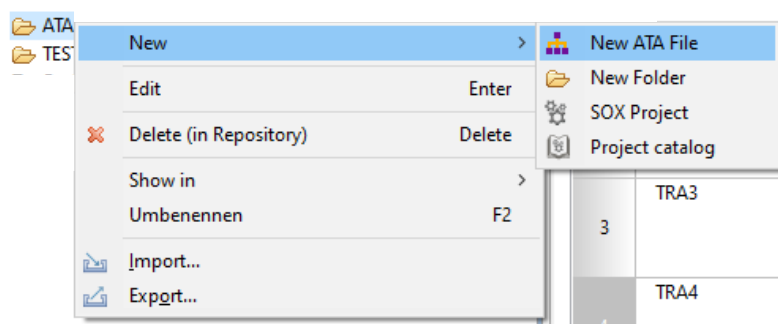 ATA
TEST
New
Edit Enter
Delete (in Repository) Delete
Show in
Umbenennen F2
Import...
Export...
New ATA File
New Folder
SOX Project
Project catalog
TRA3
3
TRA4